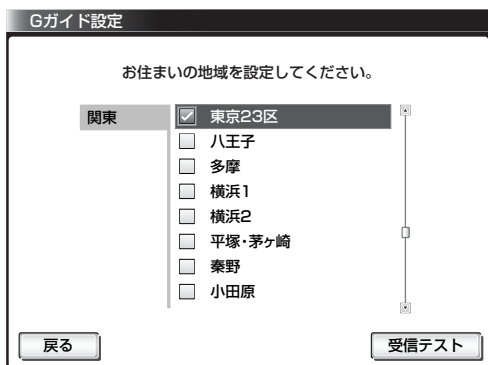 Gガイド設定
お住まいの地域を設定してください。
関東
東京23区
八王子
多摩
横浜1
横浜2
平塚・茅ヶ崎
秦野
小田原
戻る
受信テスト